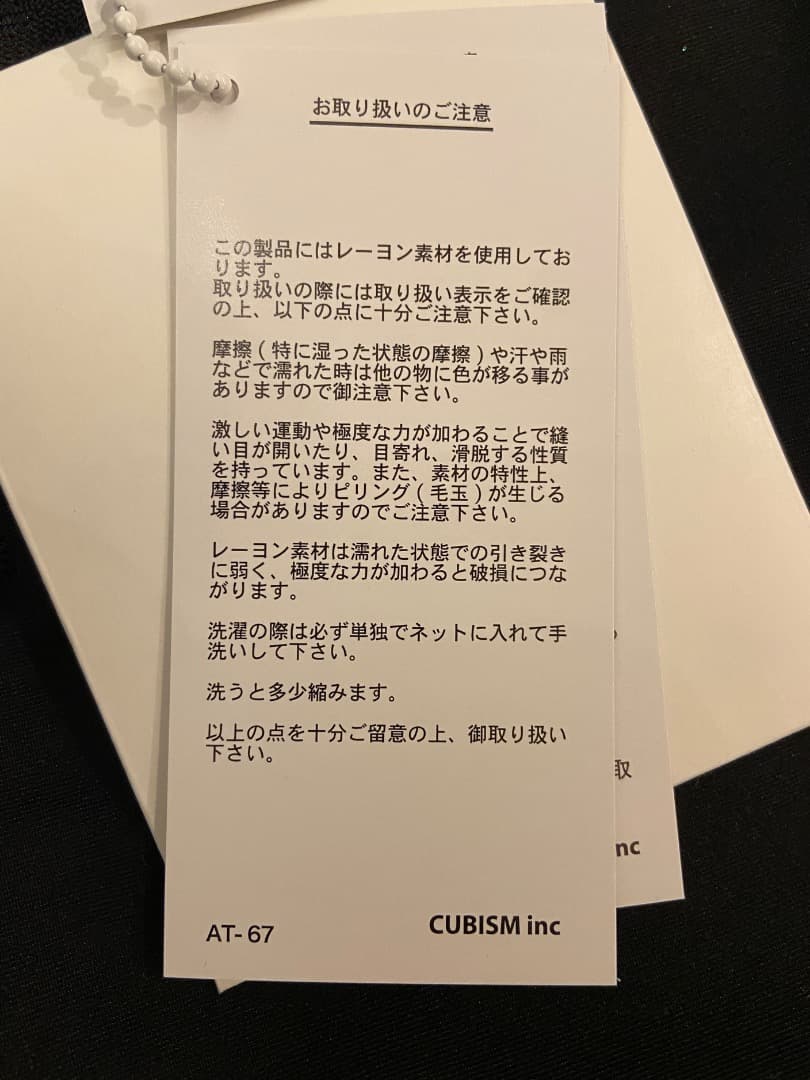 お取り扱いのご注意
この製品にはレーヨン素材を使用してお
ります。
取り扱いの際には取り扱い表示をご確認
の上、以下の点に十分ご注意下さい。
摩擦(特に湿った状態の摩擦)や汗や雨
などで濡れた時は他の物に色が移る事が
ありますので御注意下さい。
激しい運動や極度な力が加わることで縫
い目が開いたり、目寄れ、滑脱する性質
を持っています。また、素材の特性上、
摩擦等によりピリング(毛玉)が生じる
場合がありますのでご注意下さい。
レーヨン素材は濡れた状態での引き裂き
に弱く、極度な力が加わると破損につな
がります。
洗濯の際は必ず単独でネットに入れて手
洗いして下さい。
洗うと多少縮みます。
以上の点を十分ご留意の上、御取り扱い
下さい。
AT-67
CUBISM inc
取
nc